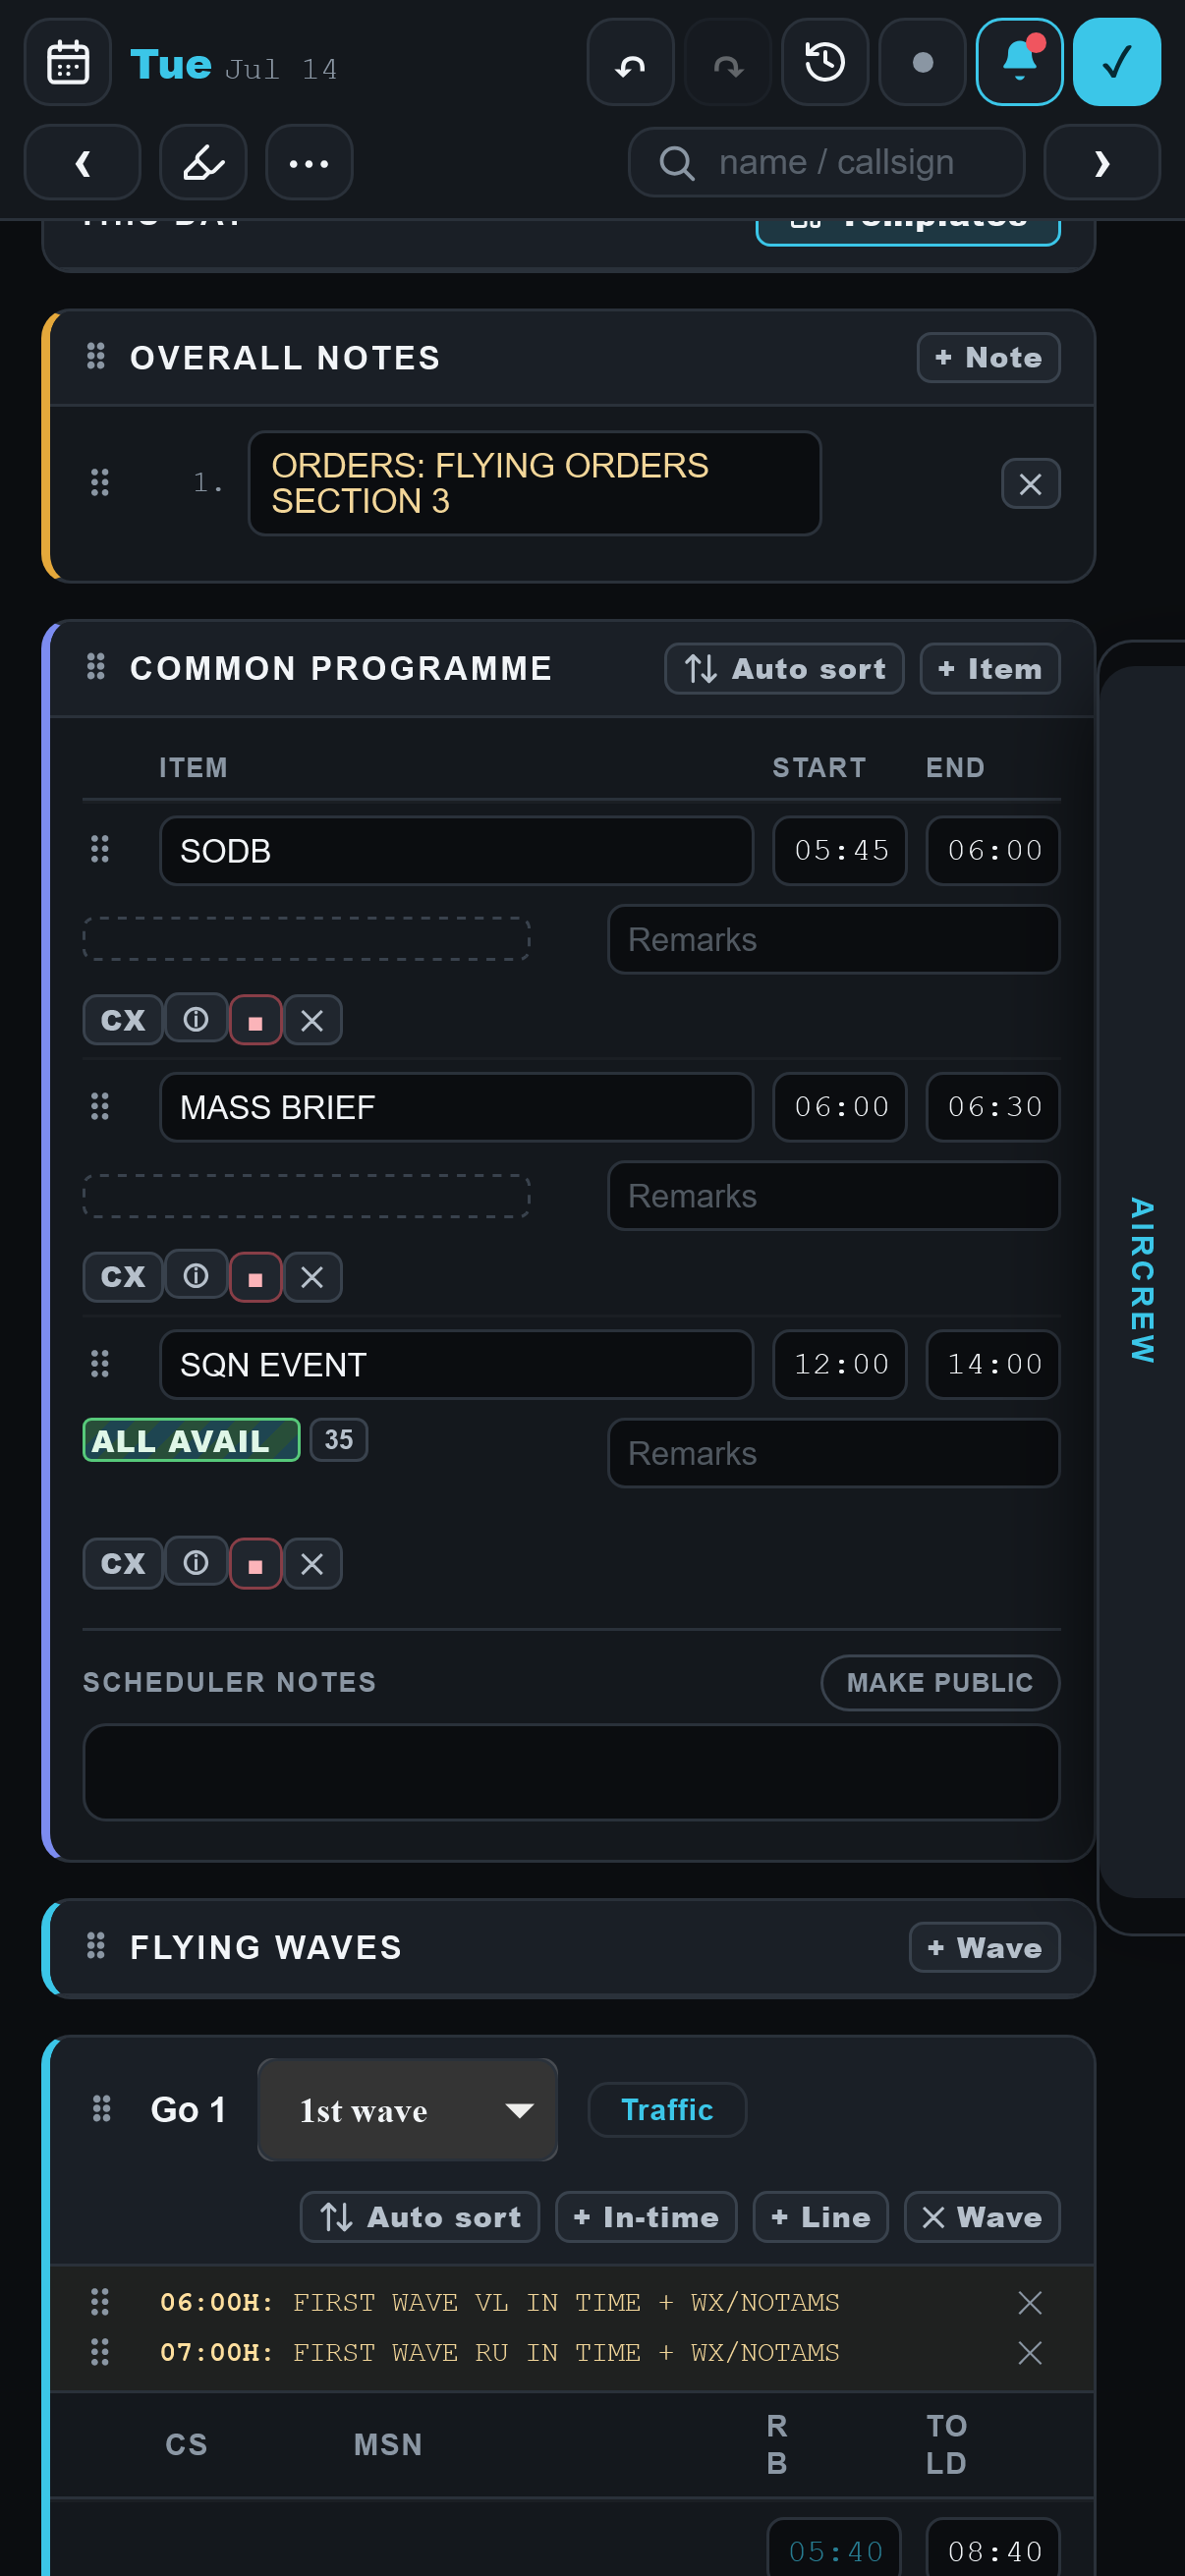 Tue Jul 14
name / callsign
THIS DAY
Templates
OVERALL NOTES
+ Note
1.
ORDERS: FLYING ORDERS
SECTION 3
COMMON PROGRAMME
Auto sort
+ Item
ITEM START END
SODB 05:45 06:00
Remarks
CX
MASS BRIEF 06:00 06:30
Remarks
CX
SQN EVENT 12:00 14:00
ALL AVAIL 35
Remarks
CX
AIRCREW
SCHEDULER NOTES
MAKE PUBLIC
FLYING WAVES
+ Wave
Go 1
1st wave
Traffic
Auto sort
+ In-time
+ Line
× Wave
06:00H: FIRST WAVE VL IN TIME + WX/NOTAMS
07:00H: FIRST WAVE RU IN TIME + WX/NOTAMS
CS MSN
R
B
TO
LD
05:40 08:40